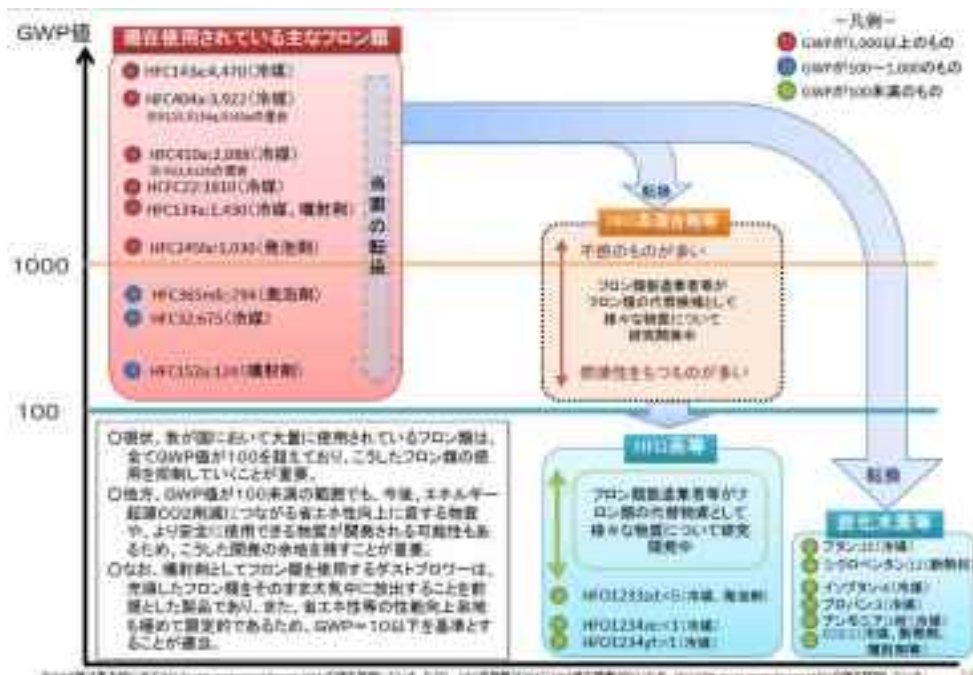 GWP値
現在使用されている主なフロン類
HFC143a:4,470(冷媒)
HFC404a:3,922(冷媒)
HFC410a:2,088(冷媒)
HCFC22:1810(冷媒)
HFC134a:1,430(冷媒、噴射剤)
HFC245fa:1,030(発泡剤)
HFC365mfc:794(発泡剤)
HFC32:675(冷媒)
HFC152a:124(噴射剤)
当面の転換
1000
100
-凡例-
GWPが1,000以上のもの
GWPが100~1,000のもの
GWPが100未満のもの
転換
不燃のものが多い
フロン類製造業者等が
フロン類の代替候補として
様々な物質について
研究開発中
燃焼性をもつものが多い
HFO系等
フロン類製造業者等がフ
ロン類の代替物質として
様々な物質について研究
開発中
HFO1233zd:<5(冷媒、発泡剤)
HFO1234ze:<1(冷媒)
HFO1234yf:<1(冷媒)
転換
ブタン:(冷媒)
シクロペンタン(断熱材)
イソブタン:4(冷媒)
プロパン:3(冷媒)
アンモニア:(冷媒)
(冷媒、断熱材、
噴射剤等)
○現状、我が国において大量に使用されているフロン類は、
全てGWP値が100を超えており、こうしたフロン類の使
用を抑制していくことが重要。
○他方、GWP値が100未満の範囲でも、今後、エネルギー
起源CO2削減につながる省エネ性向上に資する物質
や、より安全に使用できる物質が開発される可能性もあ
るため、こうした開発の余地を残すことが重要。
○なお、噴射剤としてフロン類を使用するダストブロワーは、
充填したフロン類をそのまま大気中に放出することを前
提とした製品であり、また、省エネ性等の性能向上余地
も極めて限定的であるため、GWP=10以下を基準とす
ることが適当。